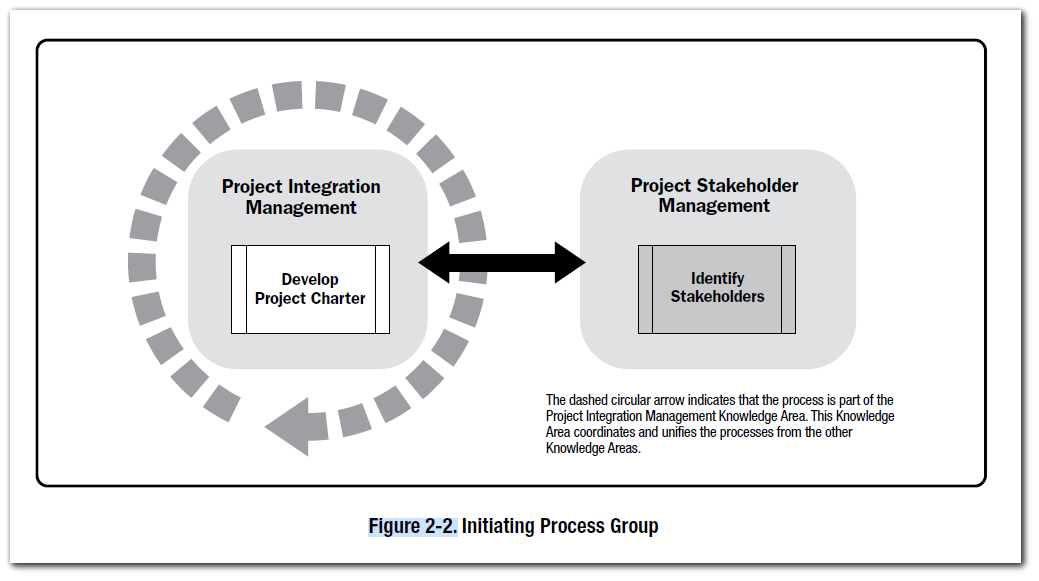 Project Integration
Management
Develop
Project Charter
Project Stakeholder
Management
Identify
Stakeholders
The dashed circular arrow indicates that the process is part of the
Project Integration Management Knowledge Area. This Knowledge
Area coordinates and unifies the processes from the other
Knowledge Areas.
Figure 2-2. Initiating Process Group